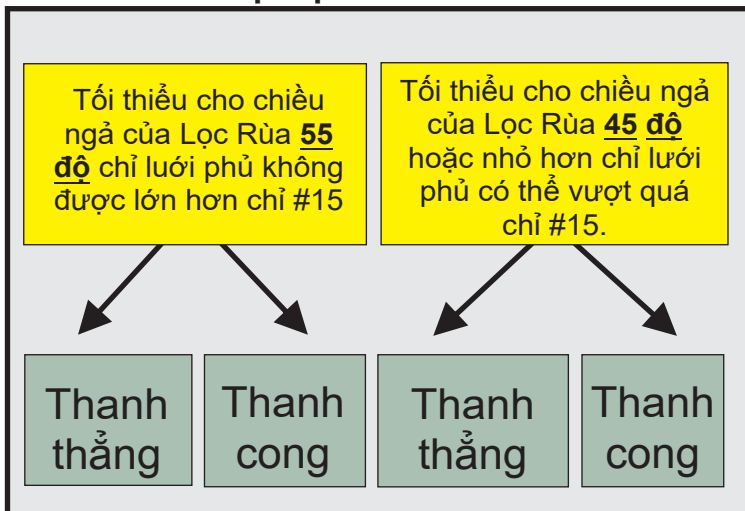 Tối thiểu cho chiều
ngả của Lọc Rùa 55
độ chỉ luới phủ không
được lớn hơn chỉ #15
Tối thiểu cho chiều ngả
của Lọc Rùa 45 độ
hoặc nhỏ hơn chỉ lưới
phủ có thể vượt quá
chỉ #15.
Thanh
thẳng
Thanh
cong
Thanh
thẳng
Thanh
cong